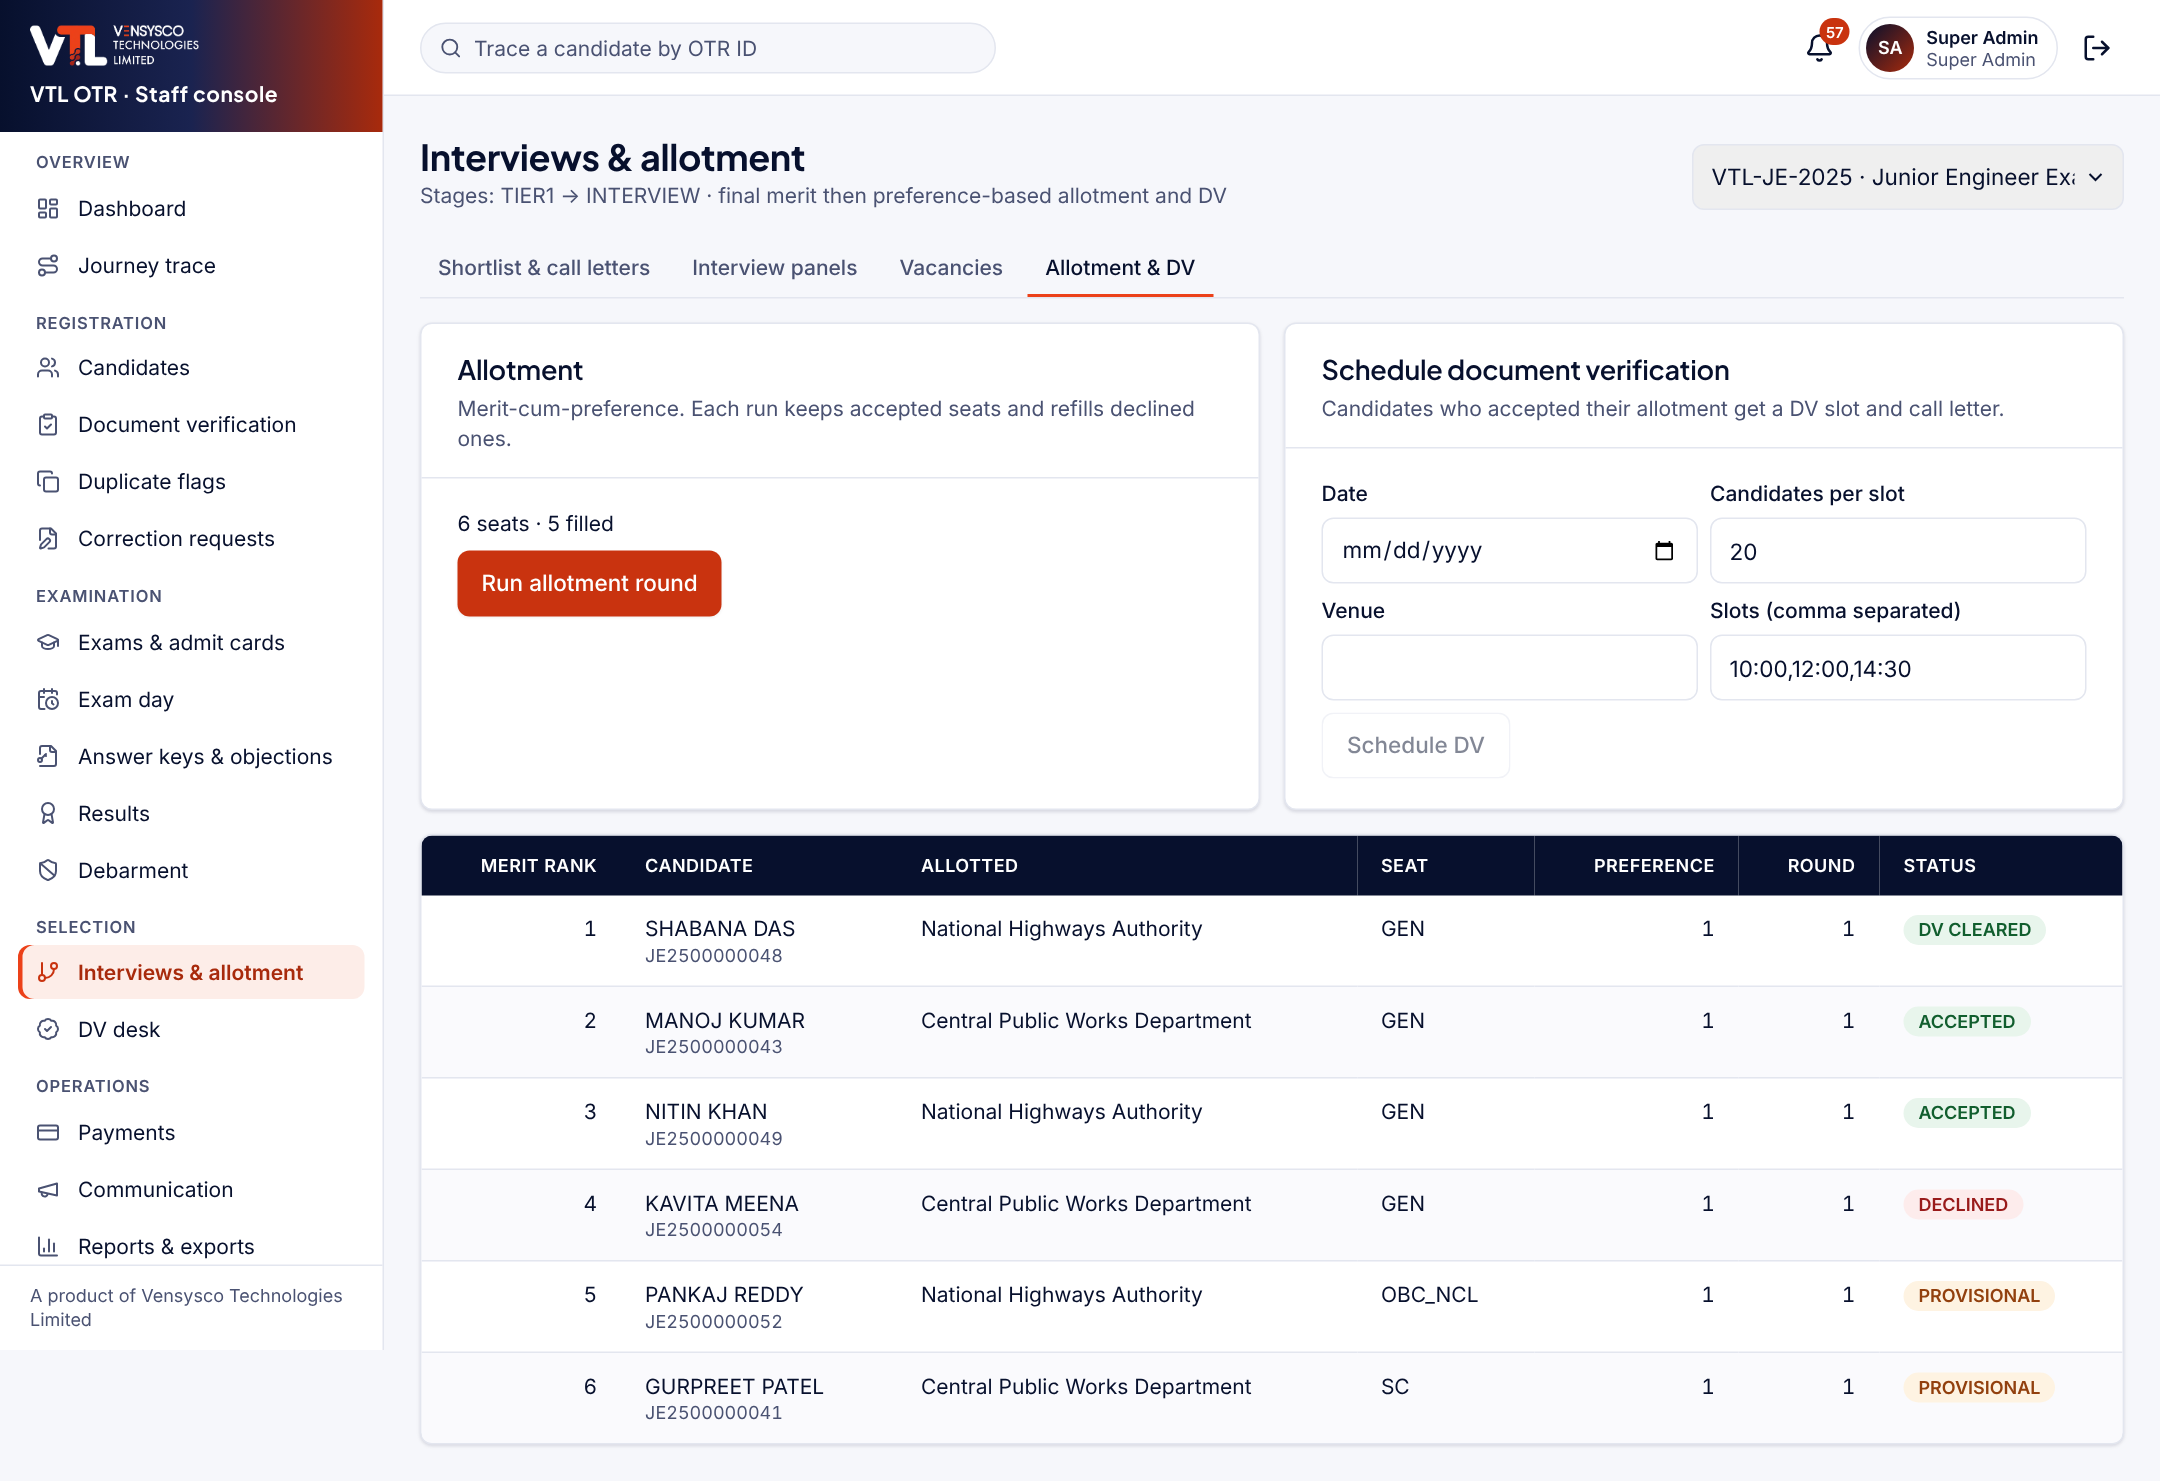 VTL VENSYSCO
TECHNOLOGIES
LIMITED
VTL OTR · Staff console
OVERVIEW
Dashboard
Journey trace
REGISTRATION
Candidates
Document verification
Duplicate flags
Correction requests
EXAMINATION
Exams & admit cards
Exam day
Answer keys & objections
Results
Debarment
SELECTION
Interviews & allotment
DV desk
OPERATIONS
Payments
Communication
Reports & exports
A product of Vensysco Technologies
Limited
Trace a candidate by OTR ID
57
SA
Super Admin
Super Admin
Interviews & allotment
Stages: TIER1 → INTERVIEW · final merit then preference-based allotment and DV
VTL-JE-2025 · Junior Engineer Exa
Shortlist & call letters Interview panels Vacancies Allotment & DV
Allotment
Merit-cum-preference. Each run keeps accepted seats and refills declined
ones.
6 seats · 5 filled
Run allotment round
Schedule document verification
Candidates who accepted their allotment get a DV slot and call letter.
Date Candidates per slot
mm/dd/yyyy 20
Venue Slots (comma separated)
10:00,12:00,14:30
Schedule DV
MERIT RANK CANDIDATE ALLOTTED SEAT PREFERENCE ROUND STATUS
1 SHABANA DAS National Highways Authority GEN 1 1 DV CLEARED
JE2500000048
2 MANOJ KUMAR Central Public Works Department GEN 1 1 ACCEPTED
JE2500000043
3 NITIN KHAN National Highways Authority GEN 1 1 ACCEPTED
JE2500000049
4 KAVITA MEENA Central Public Works Department GEN 1 1 DECLINED
JE2500000054
5 PANKAJ REDDY National Highways Authority OBC_NCL 1 1 PROVISIONAL
JE2500000052
6 GURPREET PATEL Central Public Works Department SC 1 1 PROVISIONAL
JE2500000041